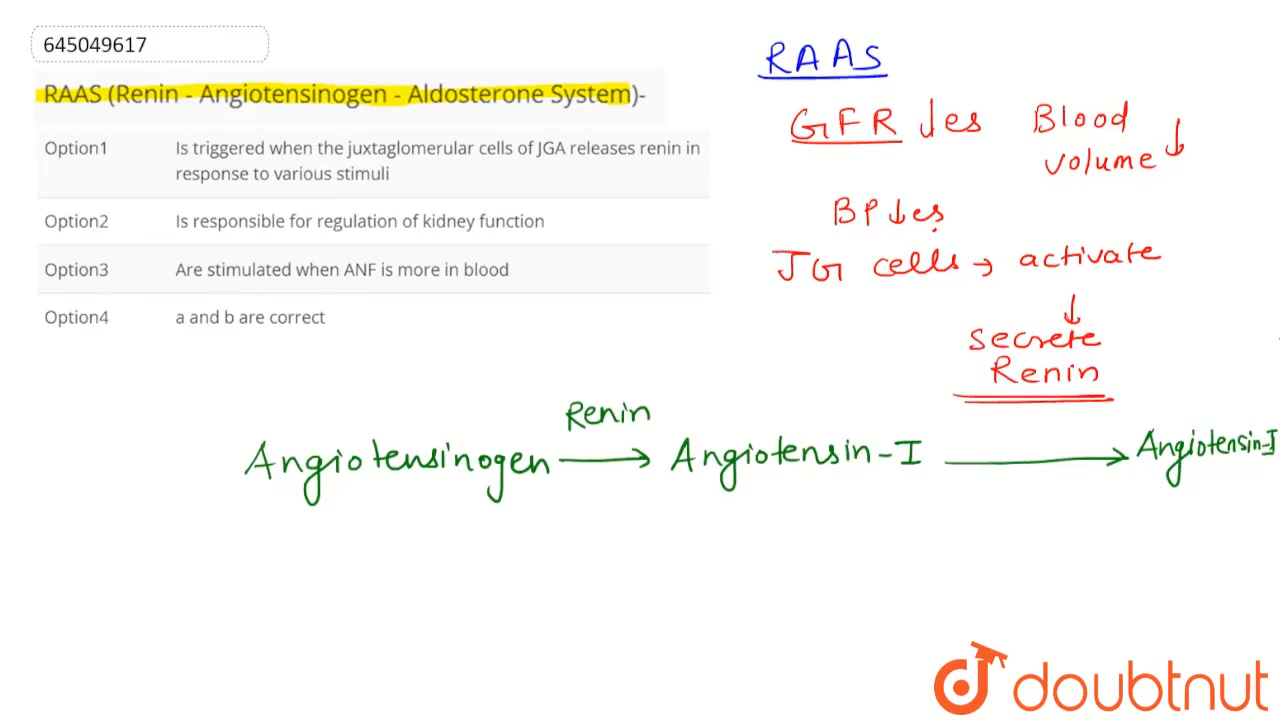 645049617
RAAS (Renin - Angiotensinogen - Aldosterone System)-
Option1 Is triggered when the juxtaglomerular cells of JGA releases renin in
response to various stimuli
Option2 Is responsible for regulation of kidney function
Option3 Are stimulated when ANF is more in blood
Option4 a and b are correct
RAAS
GFR ↓es Blood
volume ↓
BP↓es
JG cells → activate
↓
secrete
Renin
Renin
Angiotensinogen → Angiotensin-I → Angiotensin-I
doubtnut